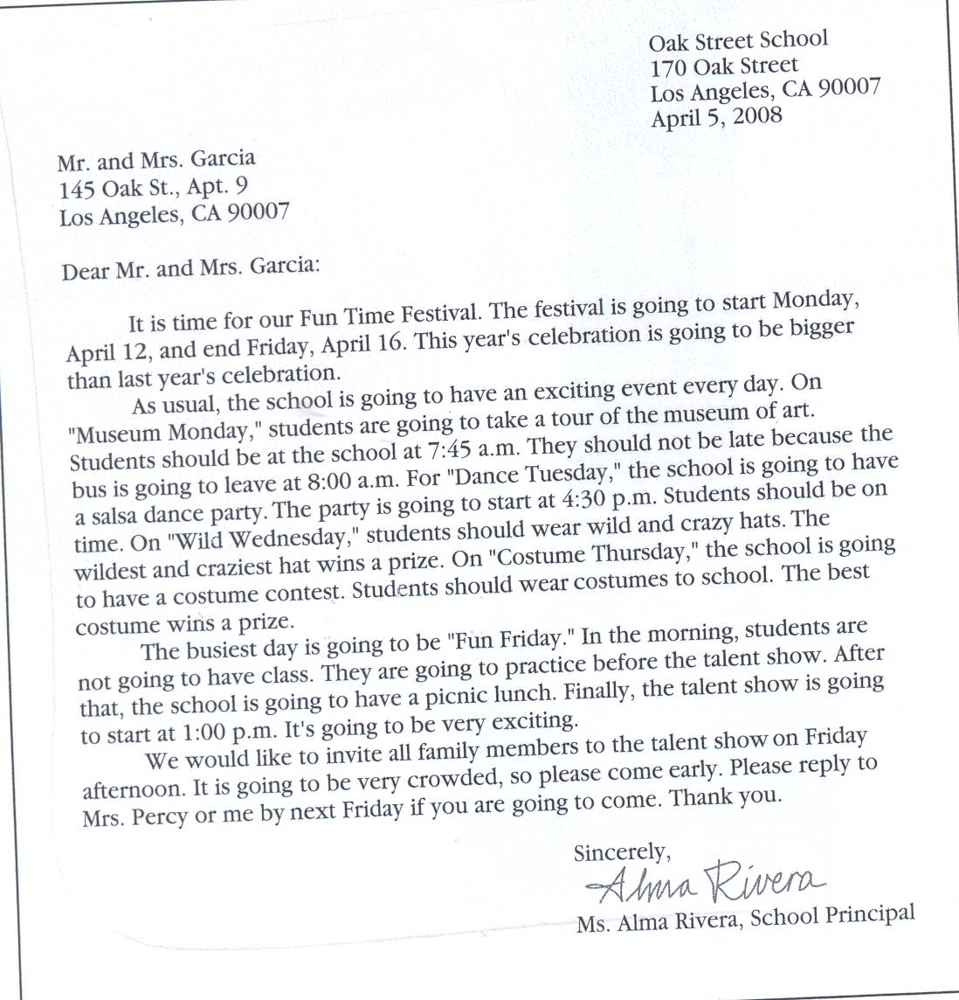 Oak Street School
170 Oak Street
Los Angeles, CA 90007
April 5, 2008
Mr. and Mrs. Garcia
145 Oak St., Apt. 9
Los Angeles, CA 90007
Dear Mr. and Mrs. Garcia:
It is time for our Fun Time Festival. The festival is going to start Monday,
April 12, and end Friday, April 16. This year's celebration is going to be bigger
than last year's celebration.
As usual, the school is going to have an exciting event every day. On
"Museum Monday," students are going to take a tour of the museum of art.
Students should be at the school at 7:45 a.m. They should not be late because the
bus is going to leave at 8:00 a.m. For "Dance Tuesday," the school is going to have
a salsa dance party. The party is going to start at 4:30 p.m. Students should be on
time. On "Wild Wednesday," students should wear wild and crazy hats. The
wildest and craziest hat wins a prize. On "Costume Thursday," the school is going
to have a costume contest. Students should wear costumes to school. The best
costume wins a prize.
The busiest day is going to be "Fun Friday." In the morning, students are
not going to have class. They are going to practice before the talent show. After
that, the school is going to have a picnic lunch. Finally, the talent show is going
to start at 1:00 p.m. It's going to be very exciting.
We would like to invite all family members to the talent show on Friday
afternoon. It is going to be very crowded, so please come early. Please reply to
Mrs. Percy or me by next Friday if you are going to come. Thank you.
Sincerely,
Alma Rivera
Ms. Alma Rivera, School Principal